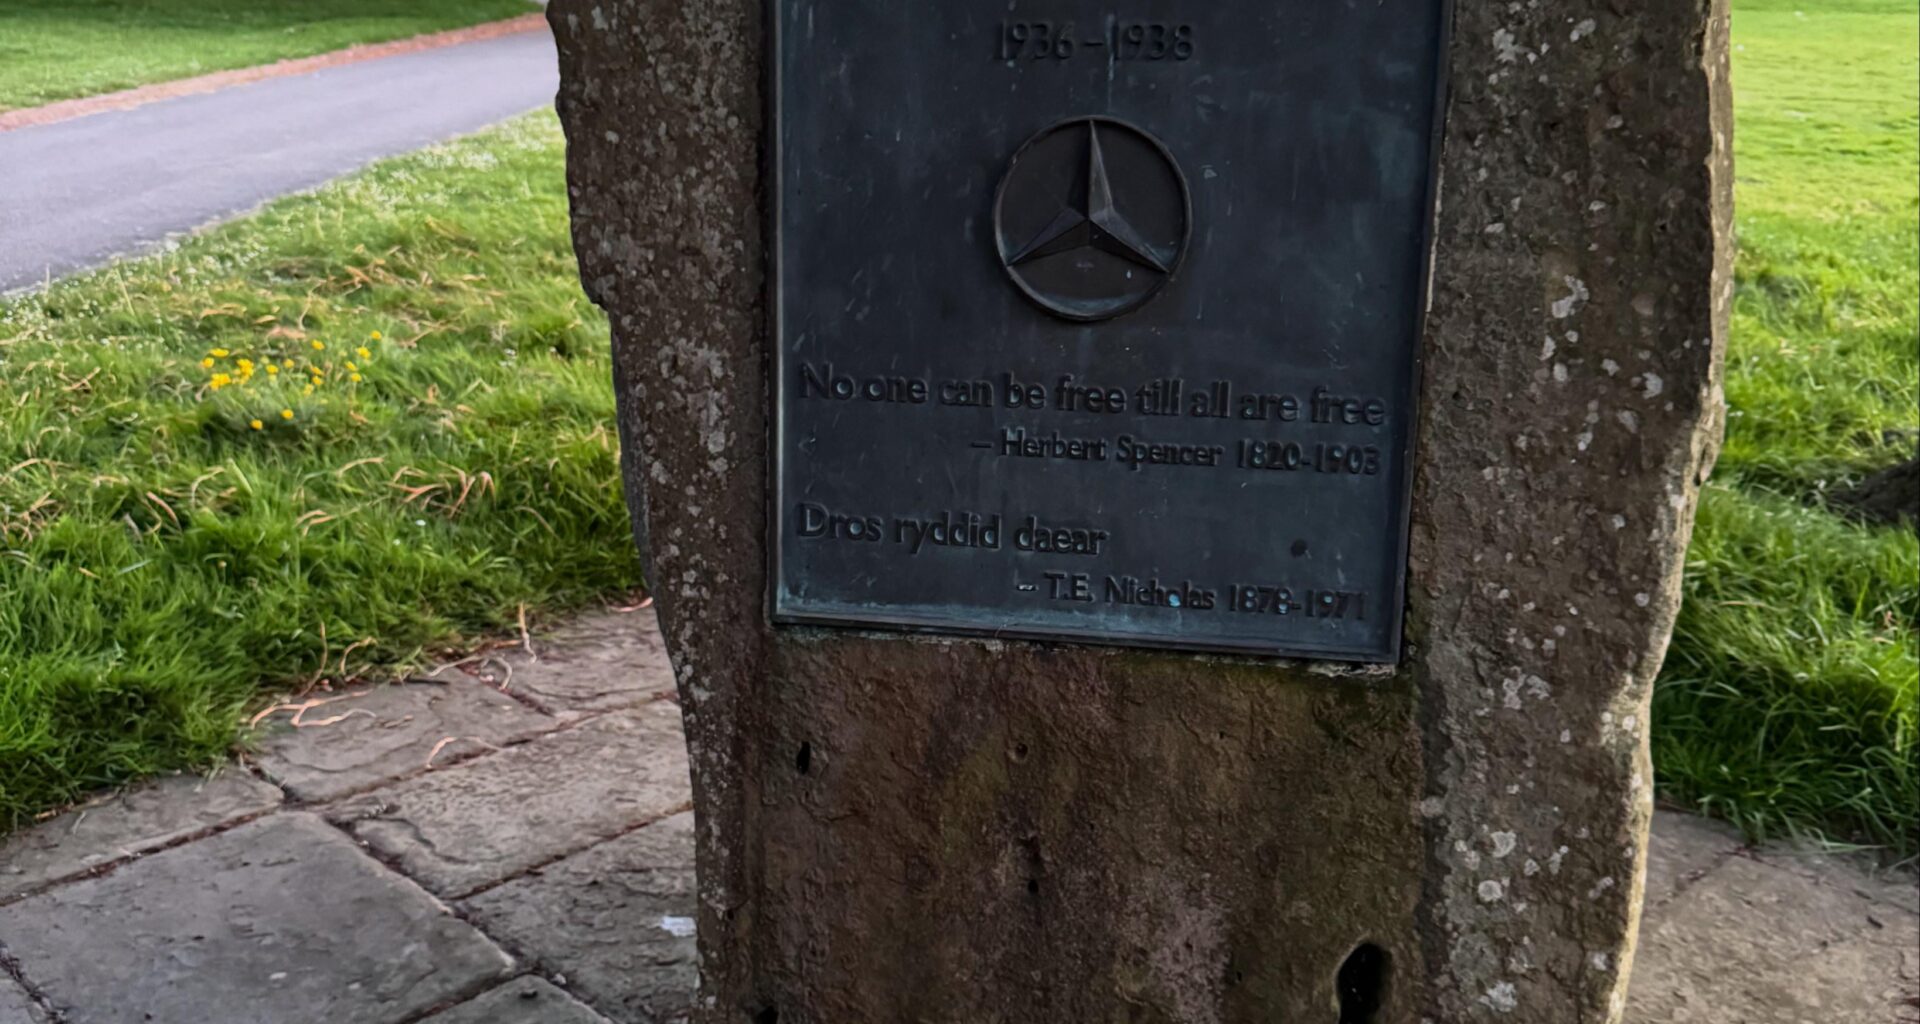 1936 – 1938
No one can be free till all are free
– Herbert Spencer 1820-1903
Dros ryddid daear
– T.E. Nicholas 1878-1971